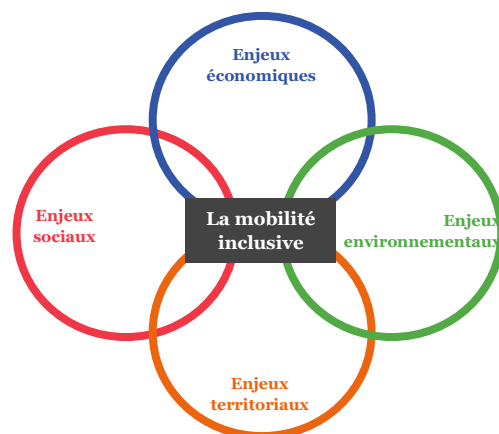 Enjeux
économiques
Enjeux
sociaux
La mobilité
inclusive
Enjeux
environnementaux
Enjeux
territoriaux